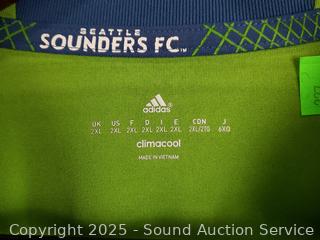 SEATTLE
SOUNDERS FC™
adidas®
UK US F D I E CDN J
2XL 2XL 2XL 2XL 2XL 2XL 2XL/2TG 6XO
climacool
MADE IN VIETNAM
Copyright 2025 - Sound Auction Service